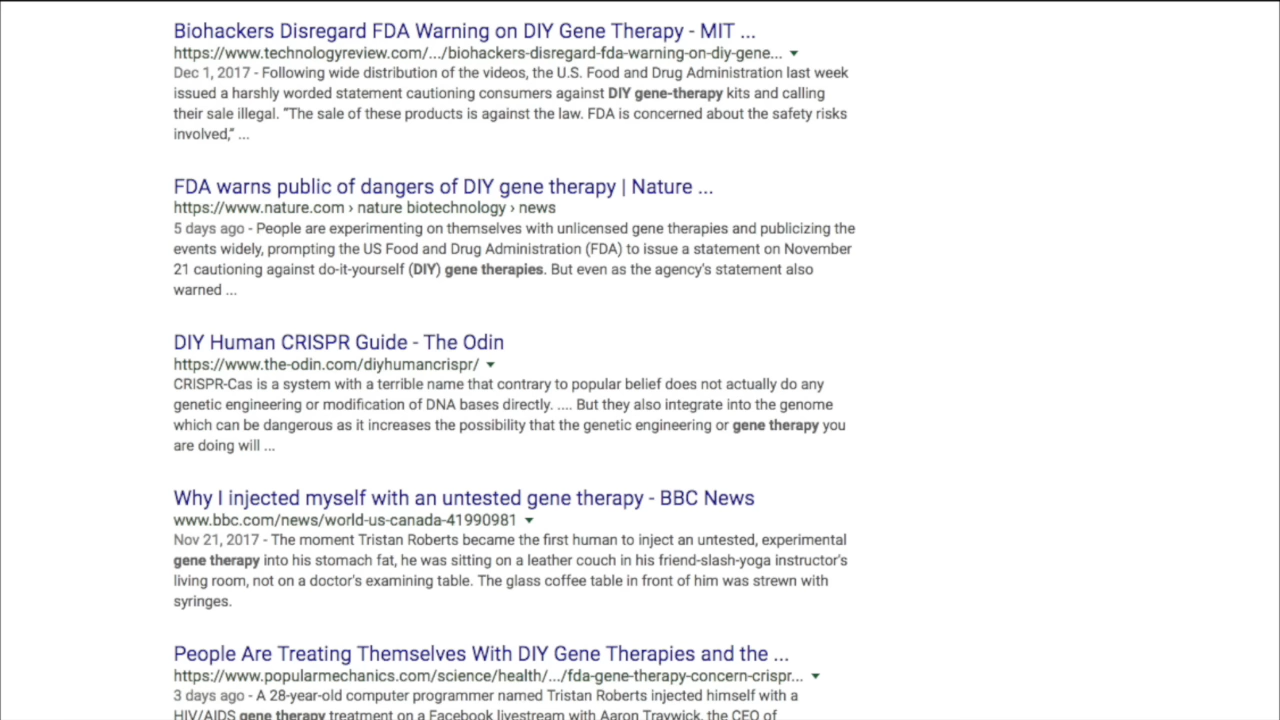 Biohackers Disregard FDA Warning on DIY Gene Therapy - MIT ...
https://www.technologyreview.com/.../biohackers-disregard-fda-warning-on-diy-gene...
Dec 1, 2017 - Following wide distribution of the videos, the U.S. Food and Drug Administration last week
issued a harshly worded statement cautioning consumers against DIY gene-therapy kits and calling
their sale illegal. “The sale of these products is against the law. FDA is concerned about the safety risks
involved,” ...
FDA warns public of dangers of DIY gene therapy | Nature ...
https://www.nature.com › nature biotechnology › news
5 days ago - People are experimenting on themselves with unlicensed gene therapies and publicizing the
events widely, prompting the US Food and Drug Administration (FDA) to issue a statement on November
21 cautioning against do-it-yourself (DIY) gene therapies. But even as the agency's statement also
warned ...
DIY Human CRISPR Guide - The Odin
https://www.the-odin.com/diyhumancrispr/
CRISPR-Cas is a system with a terrible name that contrary to popular belief does not actually do any
genetic engineering or modification of DNA bases directly. .... But they also integrate into the genome
which can be dangerous as it increases the possibility that the genetic engineering or gene therapy you
are doing will ...
Why I injected myself with an untested gene therapy - BBC News
www.bbc.com/news/world-us-canada-41990981
Nov 21, 2017 - The moment Tristan Roberts became the first human to inject an untested, experimental
gene therapy into his stomach fat, he was sitting on a leather couch in his friend-slash-yoga instructor's
living room, not on a doctor's examining table. The glass coffee table in front of him was strewn with
syringes.
People Are Treating Themselves With DIY Gene Therapies and the ...
https://www.popularmechanics.com/science/health/.../fda-gene-therapy-concern-crispr...
3 days ago - A 28-year-old computer programmer named Tristan Roberts injected himself with a
HIV/AIDS gene therapy treatment on a Facebook livestream with Aaron Traywick, the CEO of